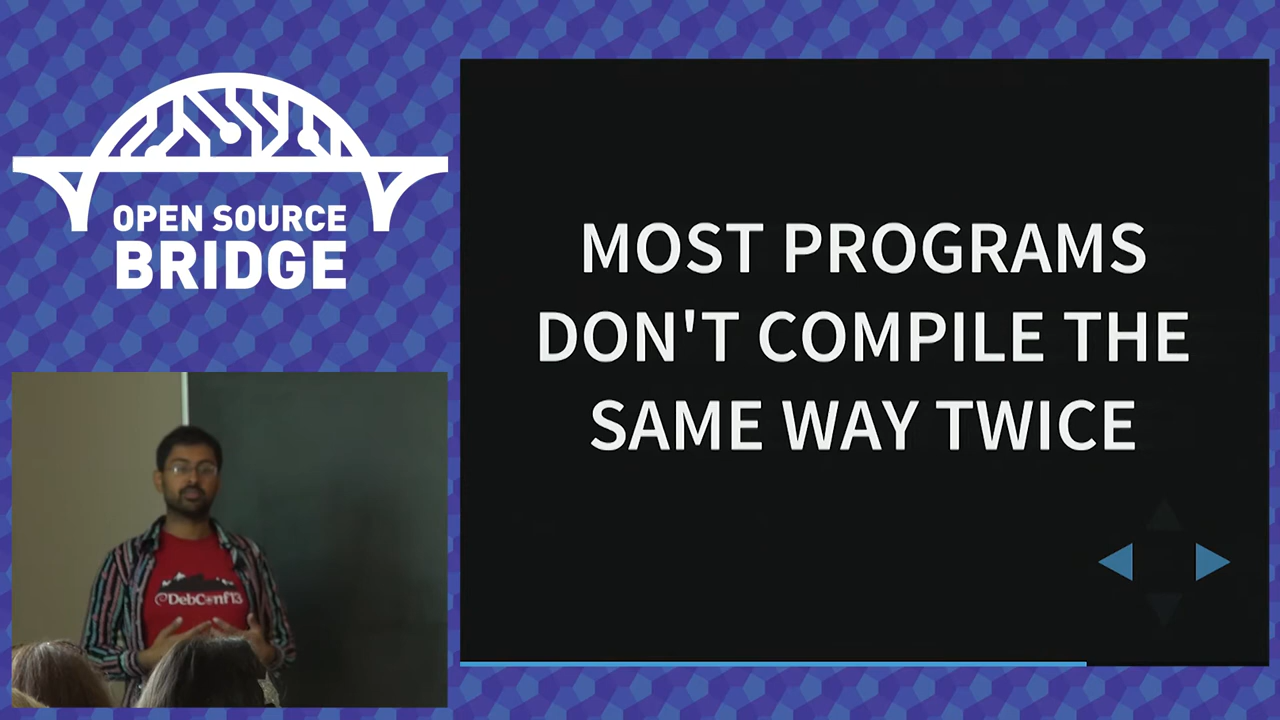 OPEN SOURCE
BRIDGE
MOST PROGRAMS
DON'T COMPILE THE
SAME WAY TWICE
DebConf13